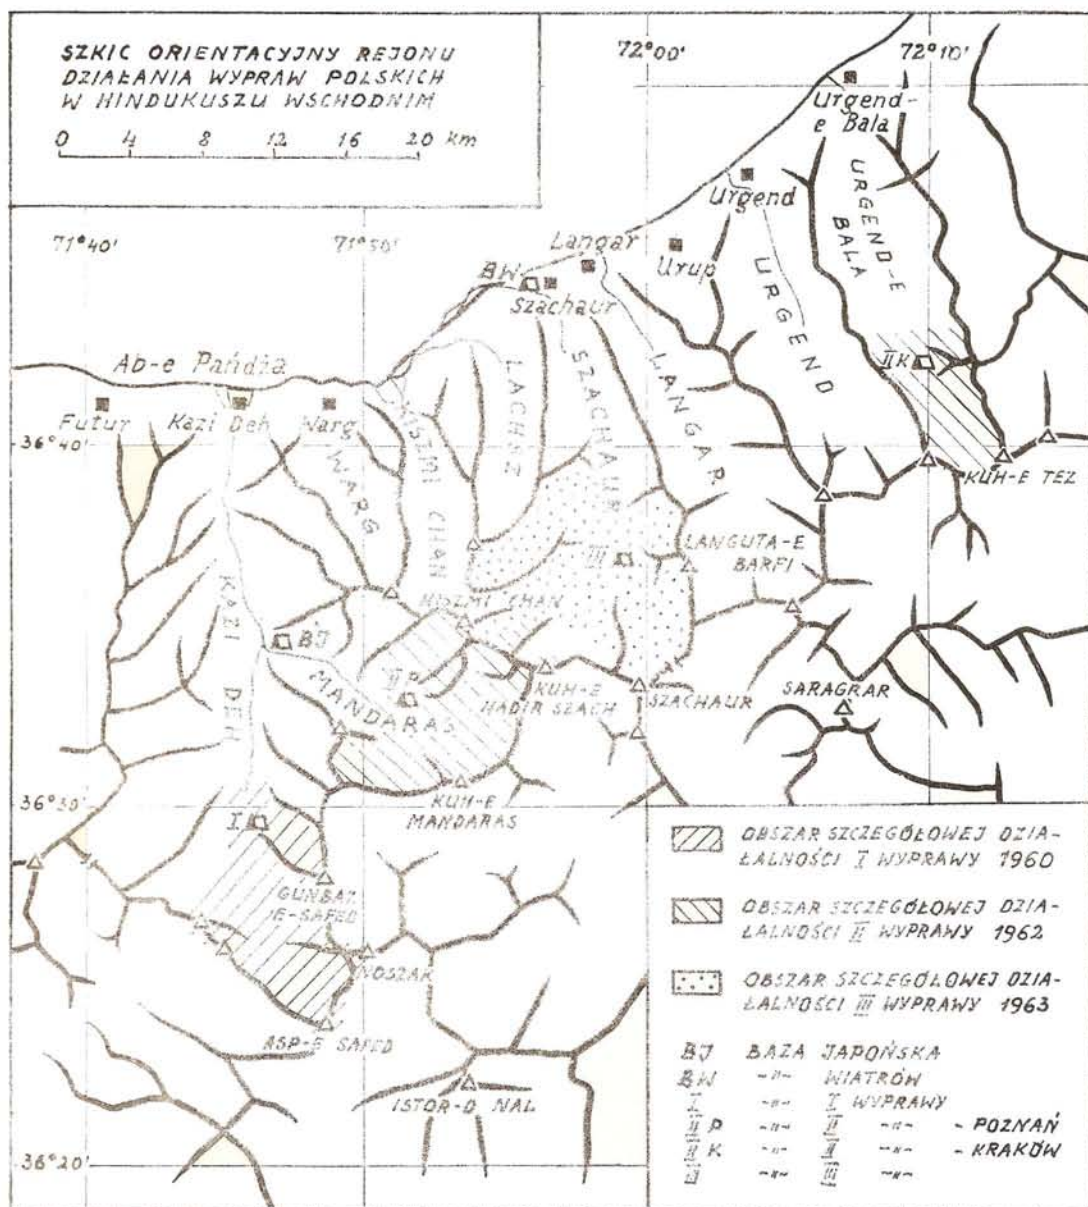 SZKIC ORIENTACYJNY REJONU
DZIAŁANIA WYPRAW POLSKICH
W HINDUKUSZU WSCHODNIM
0 4 8 12 16 20 km
72°00'
72°10'
Urgend-
e Bala
Urgend
URGEND-E
BALA
71°40'
71°50'
Langar
Urup
BW
Szachaur
URGEND
Ab-e Pańdża
II K
Futur
Kazi Deh
Warg
LACHSZ
SZACHAUR
LANGAR
36°40'
KUH-E TEZ
WARG
KISZMI CHAN
III
LANGUTA-E
BARFI
KISZMI CHAN
KAZI DEH
BJ
II P
MANDARAS
KUH-E
NADIR SZACH
SZACHAUR
SARAGRAR
36°30'
KUH-E
MANDARAS
I
GUNBAZ
-E-SAFED
NOSZAK
ASP-E SAFED
ISTOR-O NAL
36°20'
OBSZAR SZCZEGÓŁOWEJ DZIA-
ŁALNOŚCI I WYPRAWY 1960
OBSZAR SZCZEGÓŁOWEJ DZIA-
ŁALNOŚCI II WYPRAWY 1962
OBSZAR SZCZEGÓŁOWEJ DZIA-
ŁALNOŚCI III WYPRAWY 1963
BJ BAZA JAPOŃSKA
BW -"- WIATRÓW
I -"- I WYPRAWY
II P -"- II -"- - POZNAŃ
II K -"- II -"- - KRAKÓW
III -"- III -"-